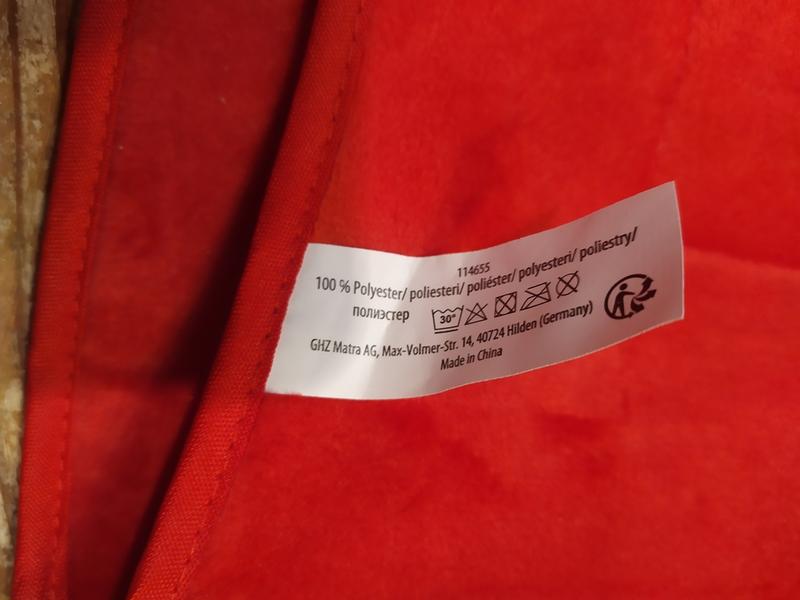 114655
100 % Polyester/ poliesteri/ poliéster/ polyesteri/ poliestry/
полиэстер
30°
GHZ Matra AG, Max-Volmer-Str. 14, 40724 Hilden (Germany)
Made in China